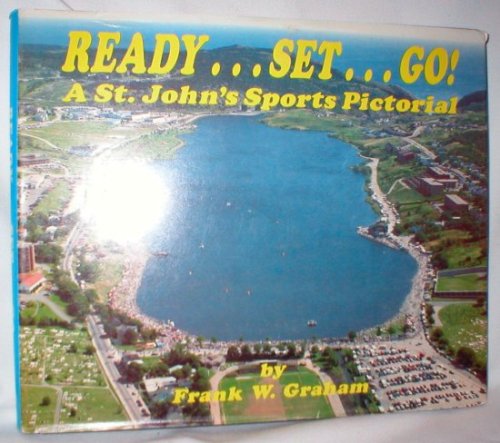 READY...SET...GO!
A St. John's Sports Pictorial
by
Frank W. Graham